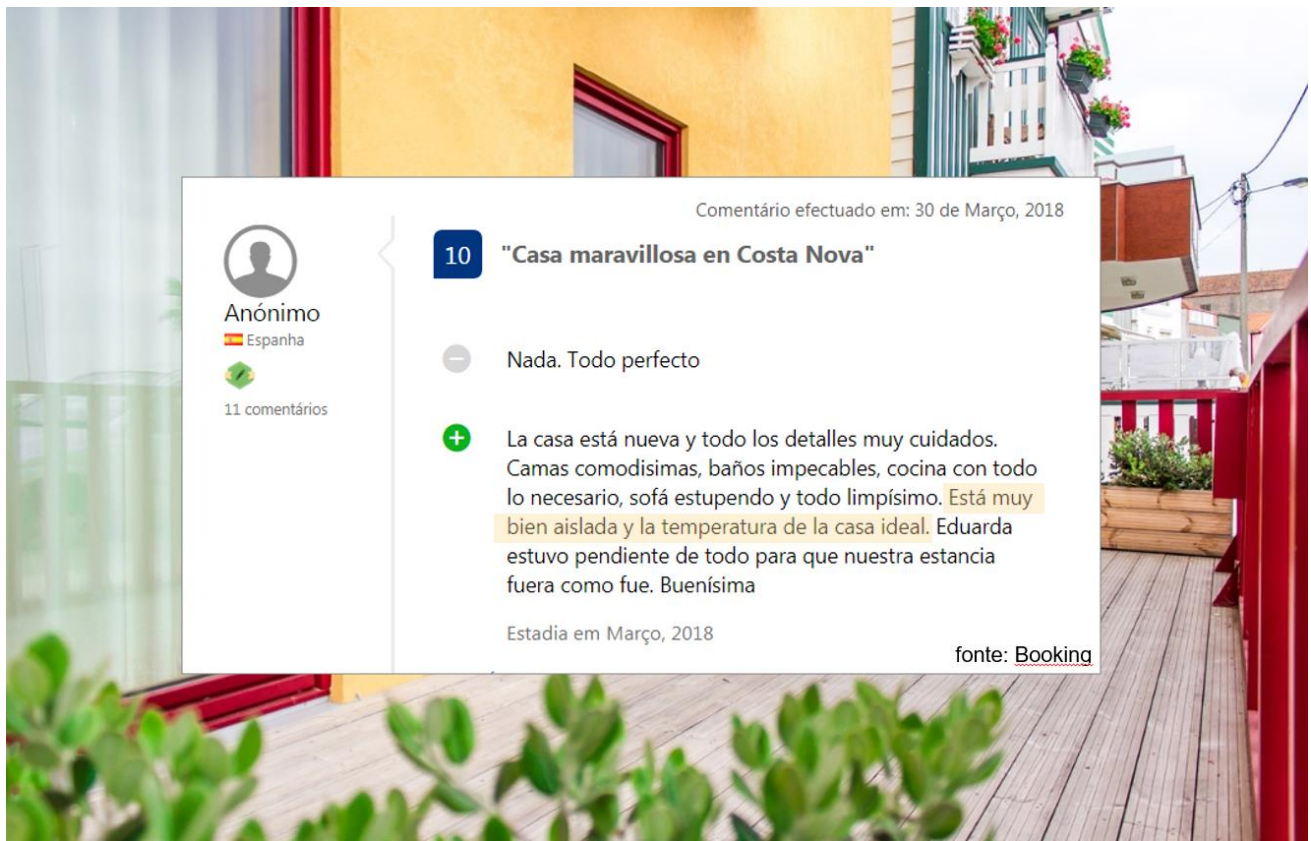 Comentário efectuado em: 30 de Março, 2018
10 "Casa maravillosa en Costa Nova"
Anónimo
Espanha
11 comentários
Nada. Todo perfecto
La casa está nueva y todo los detalles muy cuidados.
Camas comodisimas, baños impecables, cocina con todo
lo necesario, sofá estupendo y todo limpísimo. Está muy
bien aislada y la temperatura de la casa ideal. Eduarda
estuvo pendiente de todo para que nuestra estancia
fuera como fue. Buenísima
Estadia em Março, 2018
fonte: Booking